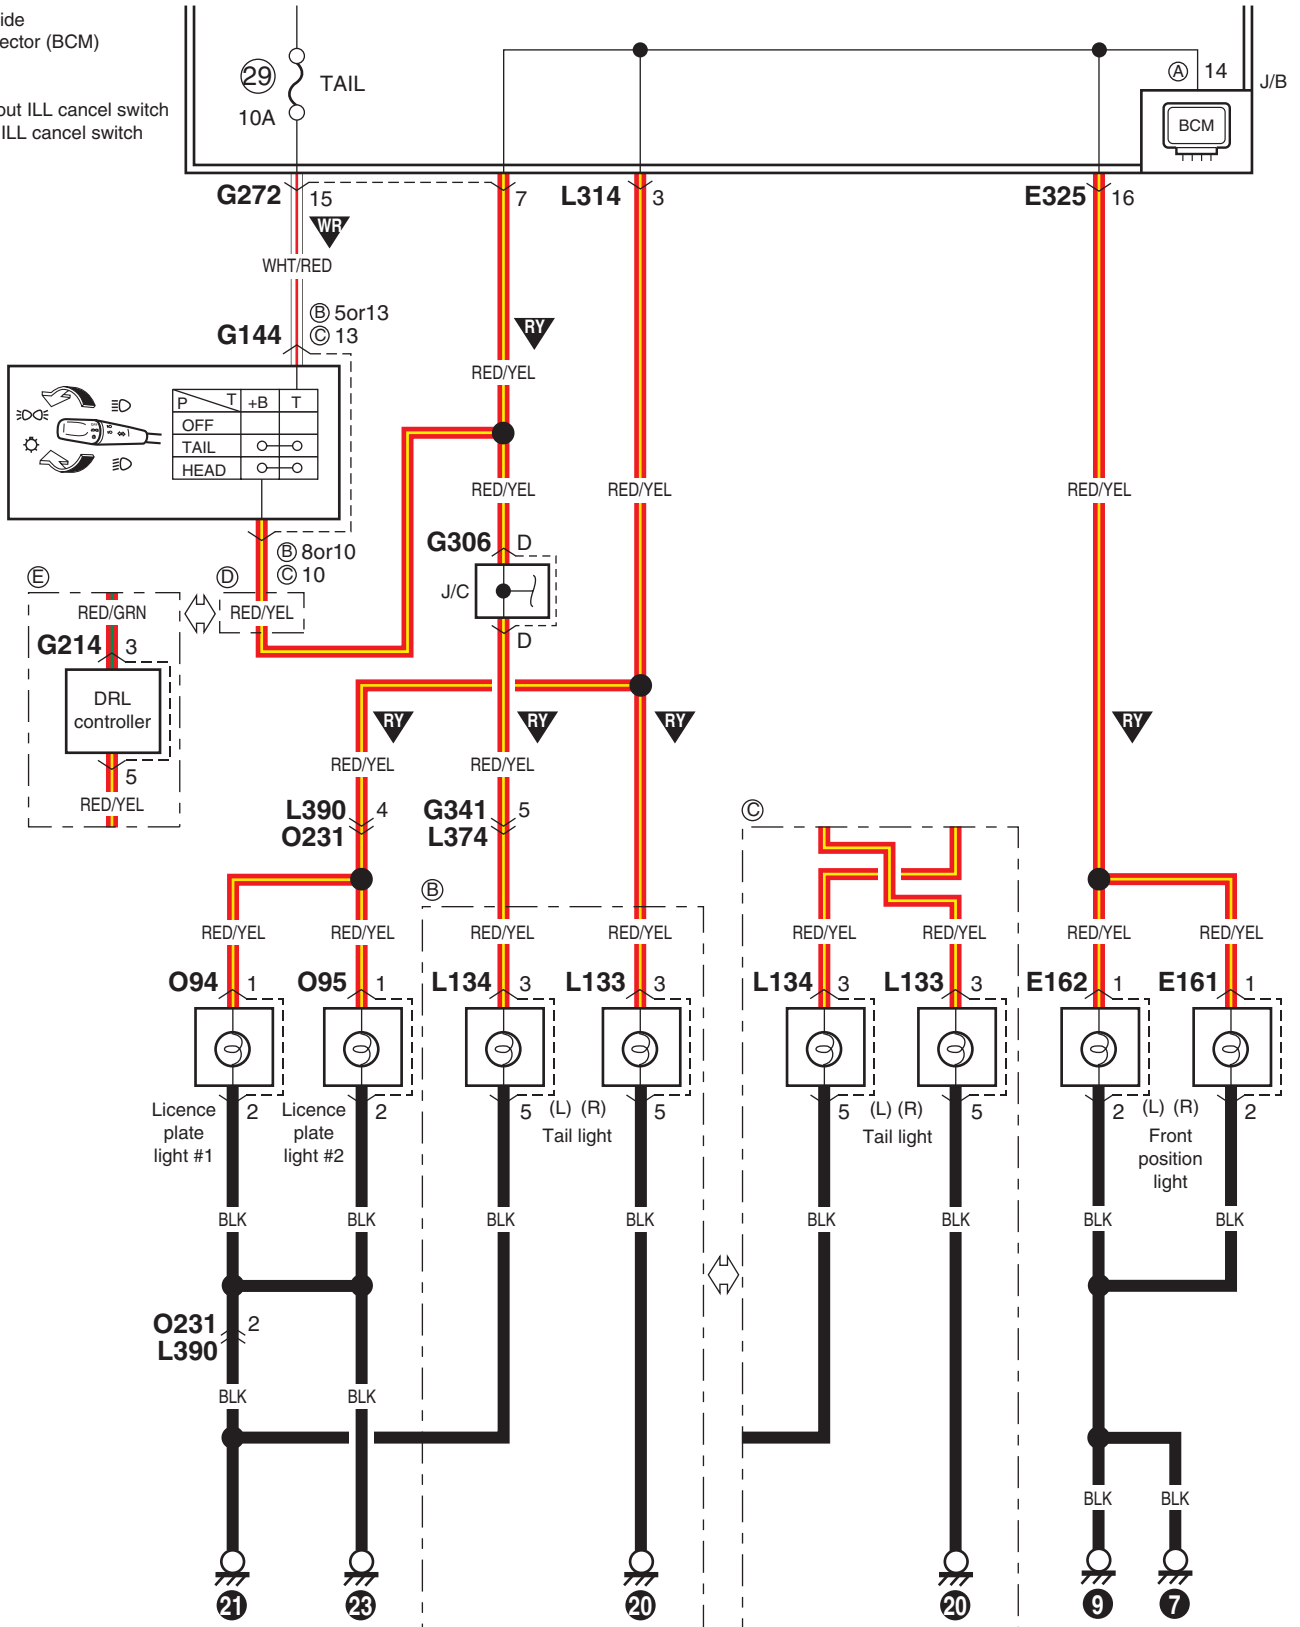 ide
ector (BCM)
out ILL cancel switch
ILL cancel switch
29
TAIL
10A
A
14
J/B
BCM
G272
15
7
L314
3
E325
16
WR
WHT/RED
B 5or13
C 13
G144
RY
RED/YEL
P T +B T
OFF
TAIL
HEAD
RED/YEL
RED/YEL
RED/YEL
G306
D
J/C
D
B 8or10
C 10
E
D
RED/GRN
RED/YEL
G214
3
DRL
controller
5
RED/YEL
RY
RY
RY
RY
RED/YEL
RED/YEL
L390
4
O231
G341
5
L374
C
B
RED/YEL
RED/YEL
RED/YEL
RED/YEL
RED/YEL
RED/YEL
RED/YEL
RED/YEL
O94
1
O95
1
L134
3
L133
3
L134
3
L133
3
E162
1
E161
1
Licence
plate
light #1
2
Licence
plate
light #2
2
5
(L) (R)
Tail light
5
5
(L) (R)
Tail light
5
2
(L) (R)
Front
position
light
2
BLK
BLK
BLK
BLK
BLK
BLK
BLK
BLK
O231
2
L390
BLK
BLK
BLK
BLK
21
23
20
20
9
7